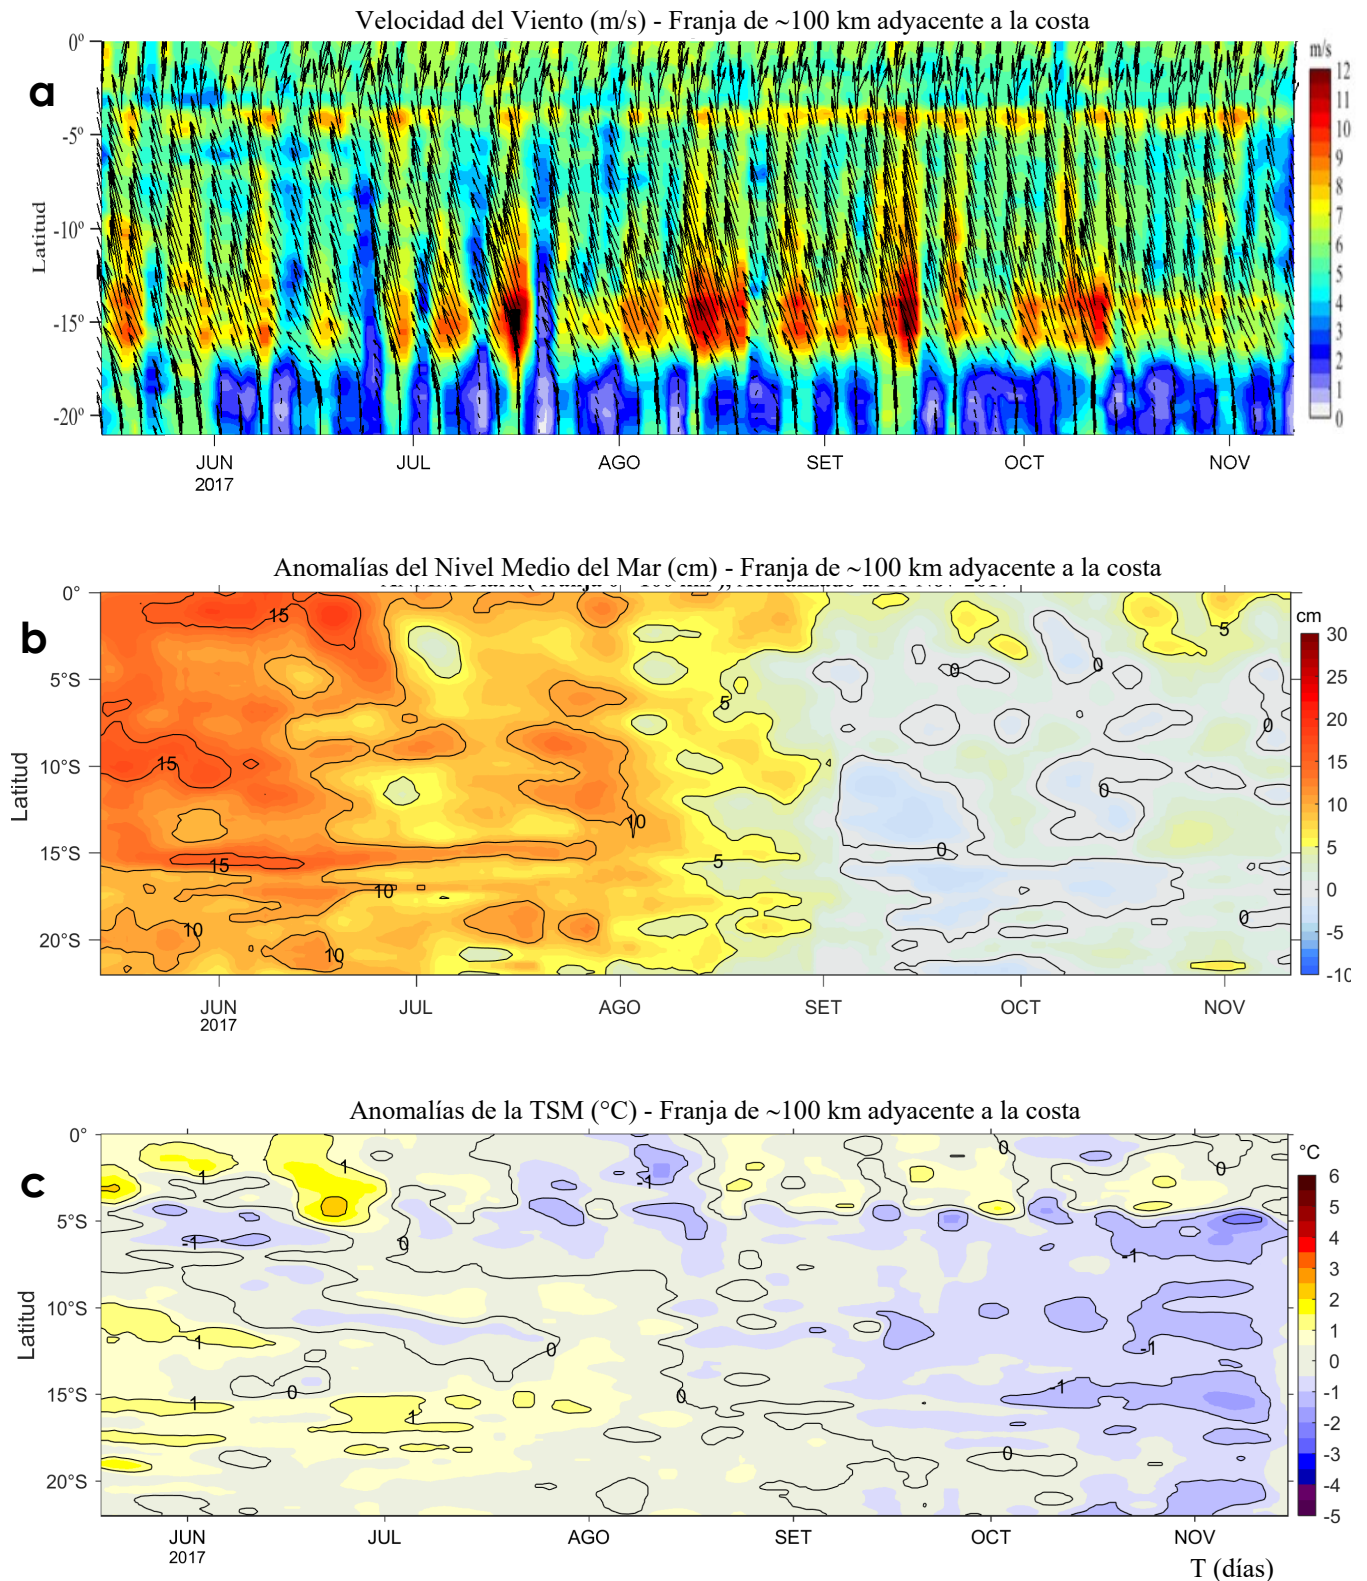 Velocidad del Viento (m/s) - Franja de ~100 km adyacente a la costa
a
0º
-5º
-10º
-15º
-20º
Latitud
JUN JUL AGO SET OCT NOV
2017
m/s
12
11
10
9
8
7
6
5
4
3
2
1
0
Anomalías del Nivel Medio del Mar (cm) - Franja de ~100 km adyacente a la costa
b
0°
5°S
10°S
15°S
20°S
Latitud
15
15
15
10
10
10
10
5
5
5
0
0
0
0
0
0
JUN JUL AGO SET OCT NOV
2017
cm
30
25
20
15
10
5
0
-5
-10
Anomalías de la TSM (°C) - Franja de ~100 km adyacente a la costa
c
0°
5°S
10°S
15°S
20°S
Latitud
1
1
-1
0
-1
0
0
-1
1
0
-1
1
0
1
0
-1
0
JUN JUL AGO SET OCT NOV
2017
T (días)
°C
6
5
4
3
2
1
0
-1
-2
-3
-4
-5